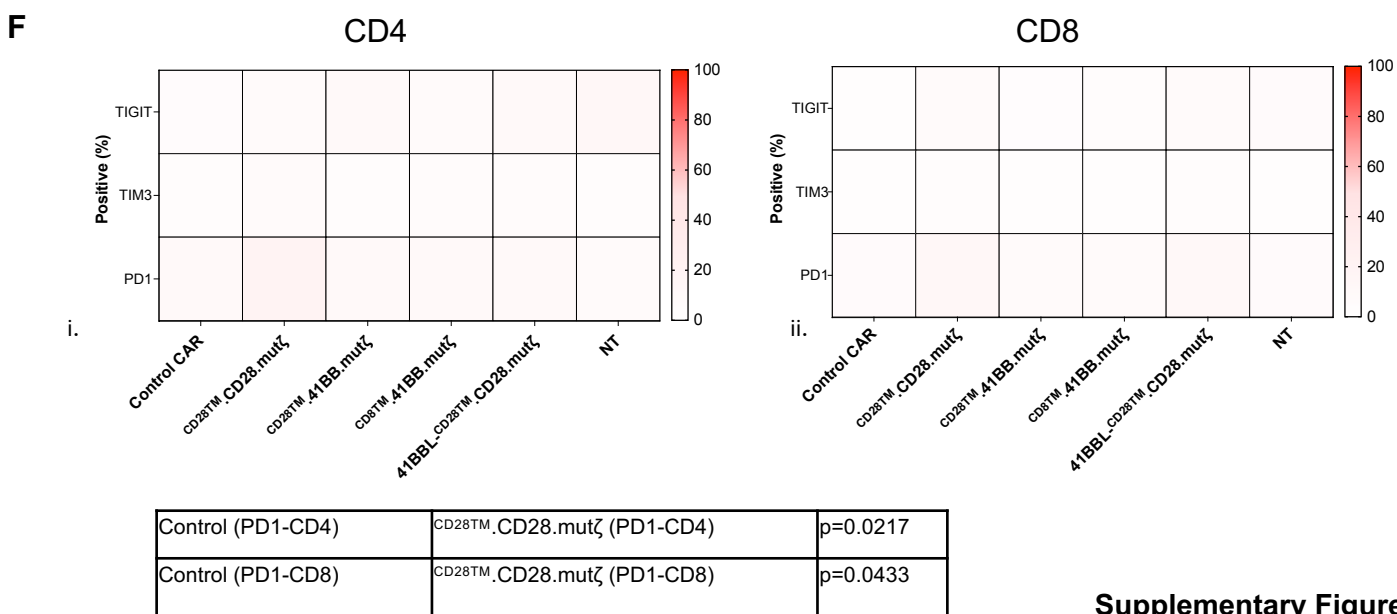 F
CD4
CD8
TIGIT
TIM3
PD1
Positive (%)
100
80
60
40
20
0
i.
Control CAR
CD28TM.CD28.mutζ
CD28TM.41BB.mutζ
CD8TM.41BB.mutζ
41BBL-CD28TM.CD28.mutζ
NT
TIGIT
TIM3
PD1
Positive (%)
100
80
60
40
20
0
ii.
Control CAR
CD28TM.CD28.mutζ
CD28TM.41BB.mutζ
CD8TM.41BB.mutζ
41BBL-CD28TM.CD28.mutζ
NT
Control (PD1-CD4) CD28TM.CD28.mutζ (PD1-CD4) p=0.0217
Control (PD1-CD8) CD28TM.CD28.mutζ (PD1-CD8) p=0.0433
Supplementary Figure